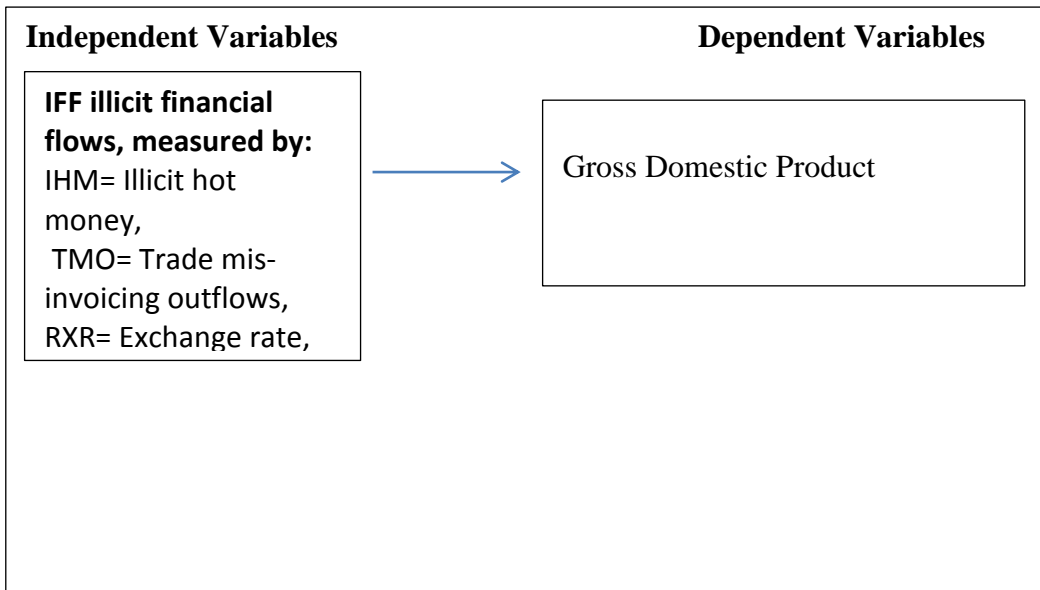 Independent Variables
Dependent Variables
IFF illicit financial
flows, measured by:
IHM= Illicit hot
money,
TMO= Trade mis-
invoicing outflows,
RXR= Exchange rate,
Gross Domestic Product